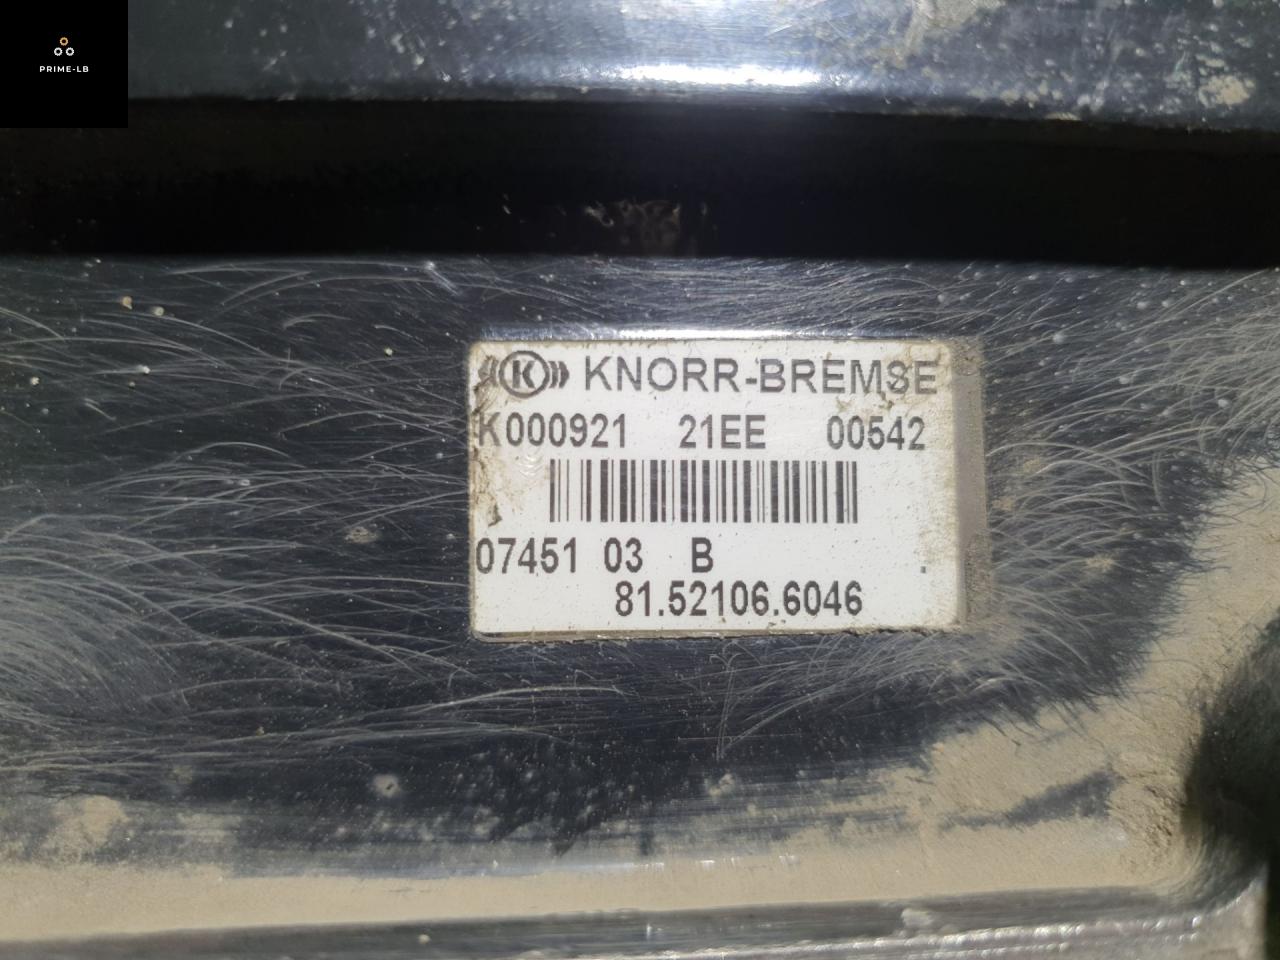 PRIME-LB
K KNORR-BREMSE
K000921 21EE 00542
07451 03 B
81.52106.6046